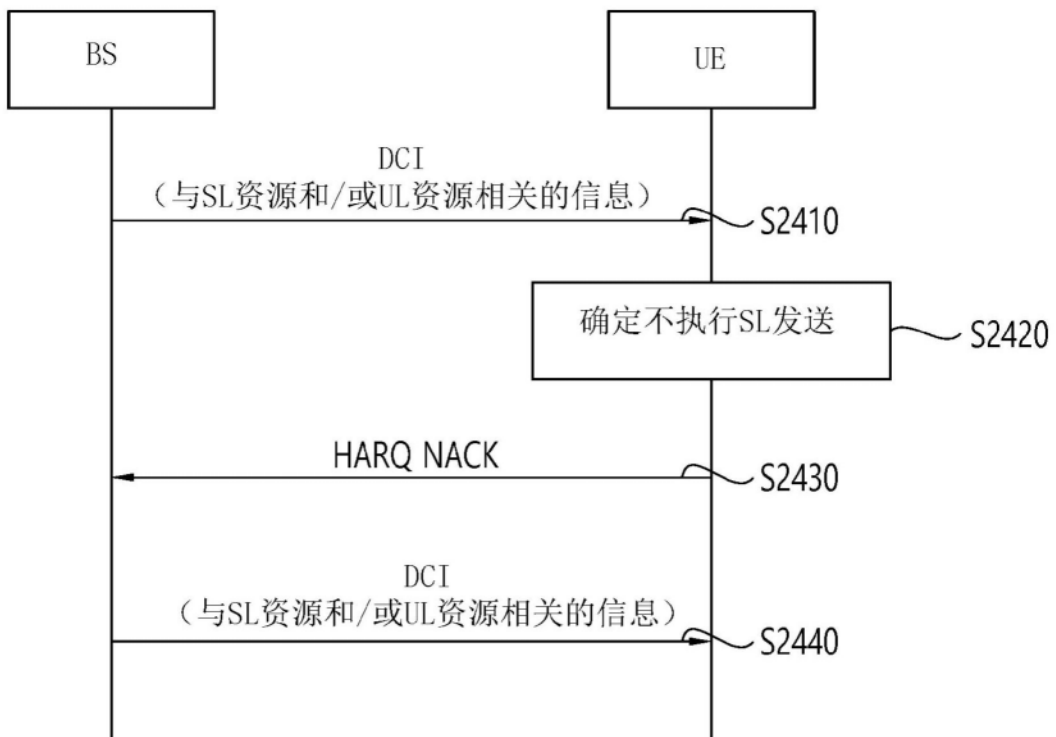 BS
UE
DCI
（与SL资源和/或UL资源相关的信息）
S2410
确定不执行SL发送
S2420
HARQ NACK
S2430
DCI
（与SL资源和/或UL资源相关的信息）
S2440